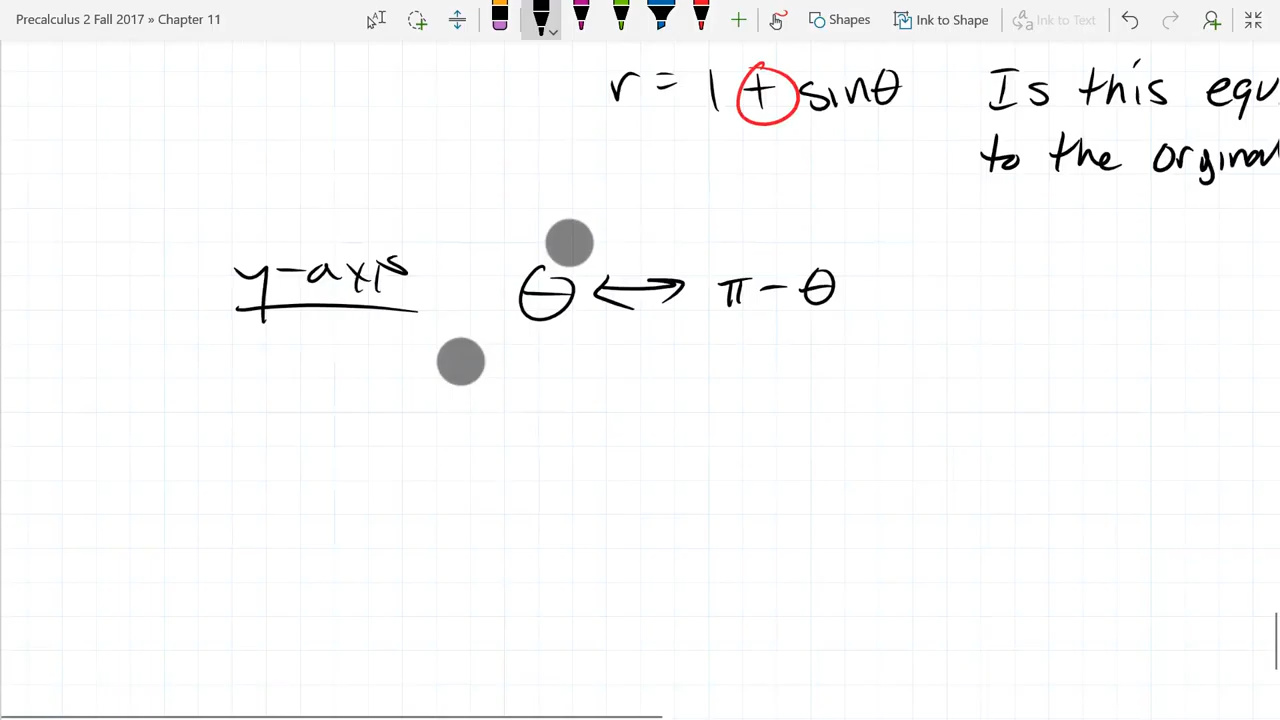 Precalculus 2 Fall 2017 » Chapter 11
Shapes
Ink to Shape
Ink to Text
r = 1 + sinθ
Is this equ
to the orginal
y-axis
θ ↔ π - θ